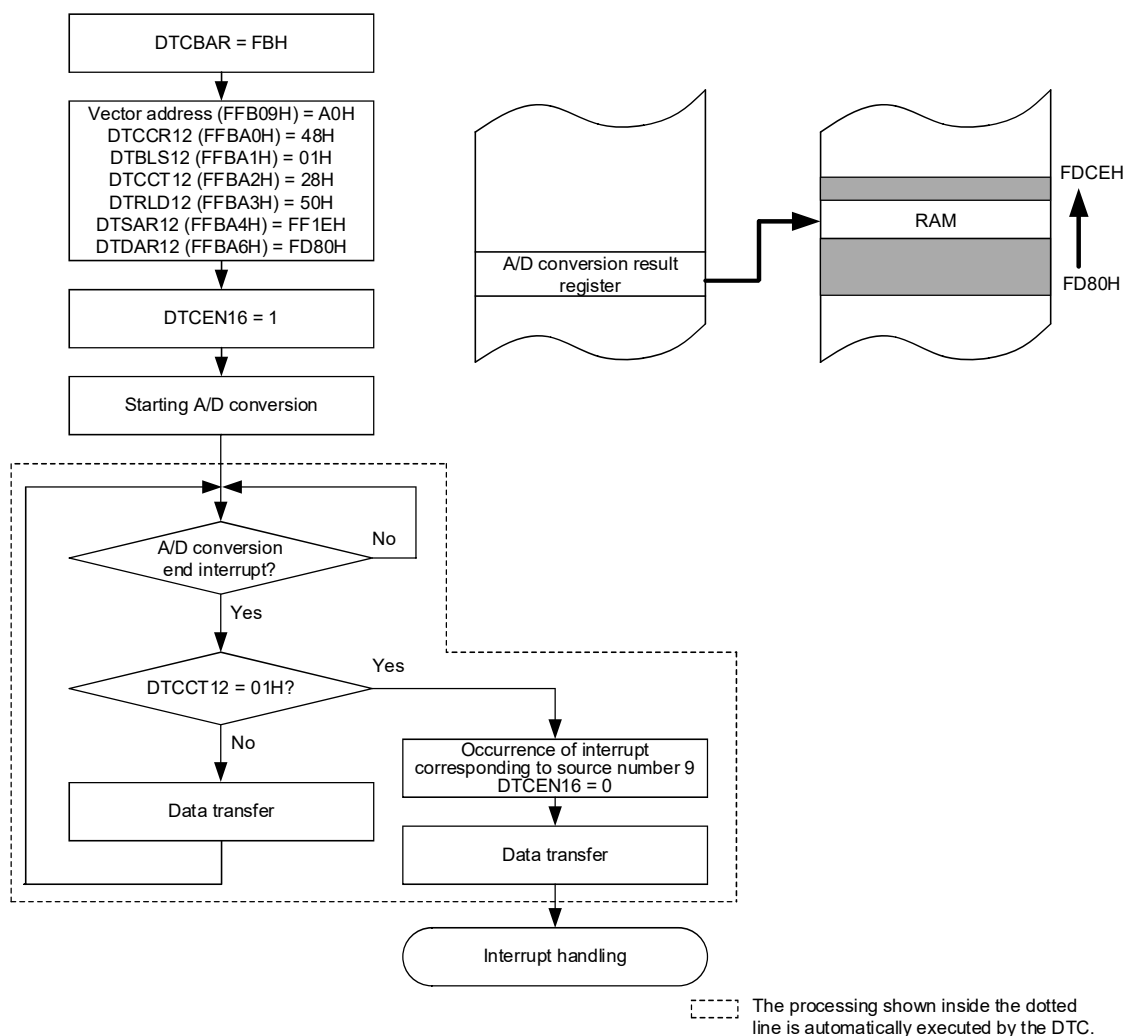 DTCBAR = FBH
Vector address (FFB09H) = A0H
DTCCR12 (FFBA0H) = 48H
DTBLS12 (FFBA1H) = 01H
DTCCT12 (FFBA2H) = 28H
DTRLD12 (FFBA3H) = 50H
DTSAR12 (FFBA4H) = FF1EH
DTDAR12 (FFBA6H) = FD80H
DTCEN16 = 1
Starting A/D conversion
A/D conversion
end interrupt?
No
Yes
DTCCT12 = 01H?
Yes
No
Data transfer
Occurrence of interrupt
corresponding to source number 9
DTCEN16 = 0
Data transfer
Interrupt handling
A/D conversion result
register
RAM
FDCEH
FD80H
The processing shown inside the dotted
line is automatically executed by the DTC.